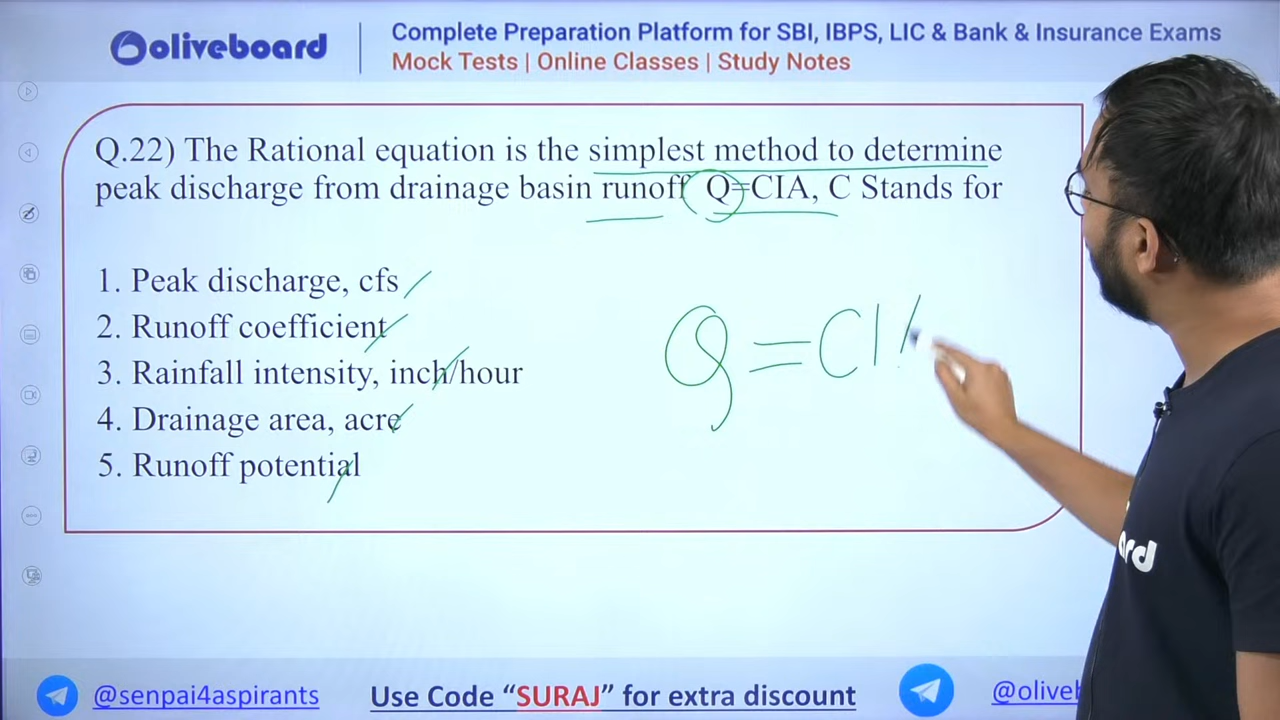 oliveboard
Complete Preparation Platform for SBI, IBPS, LIC & Bank & Insurance Exams
Mock Tests | Online Classes | Study Notes
Q.22) The Rational equation is the simplest method to determine
peak discharge from drainage basin runoff Q=CIA, C Stands for
1. Peak discharge, cfs
2. Runoff coefficient
3. Rainfall intensity, inch/hour
4. Drainage area, acre
5. Runoff potential
Q = CI
@senpai4aspirants
Use Code “SURAJ” for extra discount